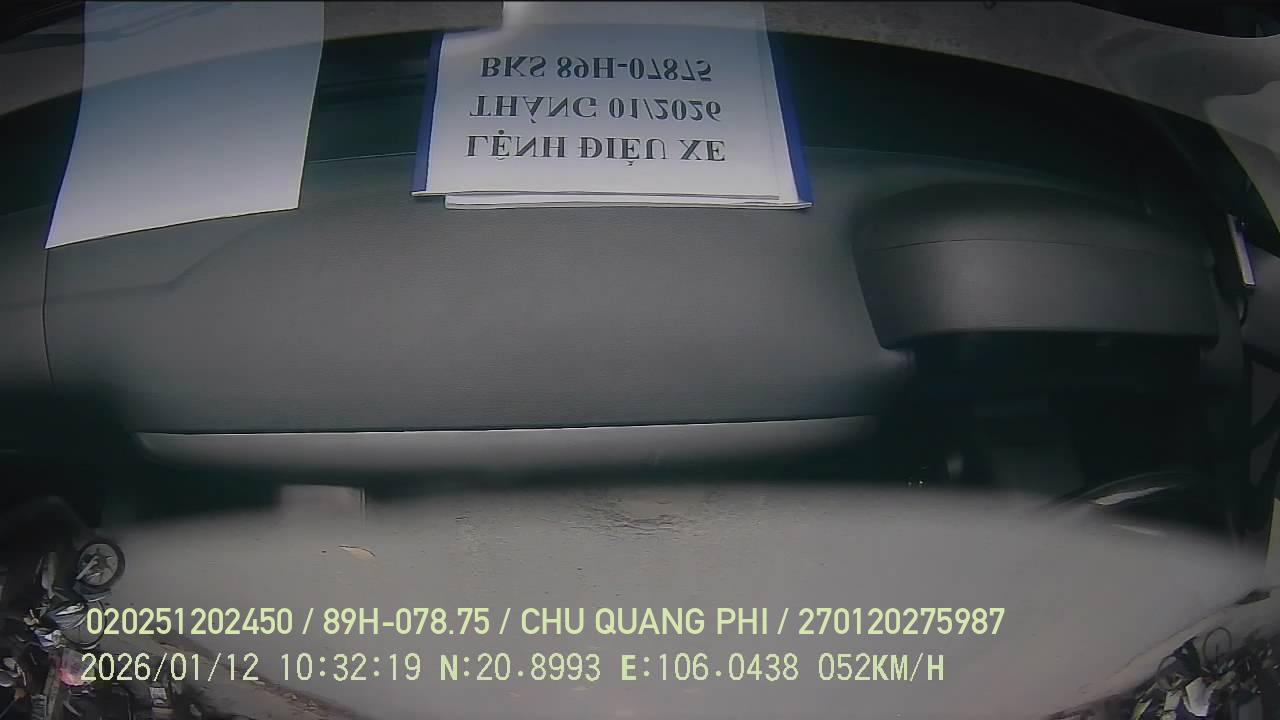 LỆNH ĐIỀU XE
THÁNG 01/2026
BKS 89H-07875
020251202450 / 89H-078.75 / CHU QUANG PHI / 270120275987
2026/01/12 10:32:19 N:20.8993 E:106.0438 052KM/H